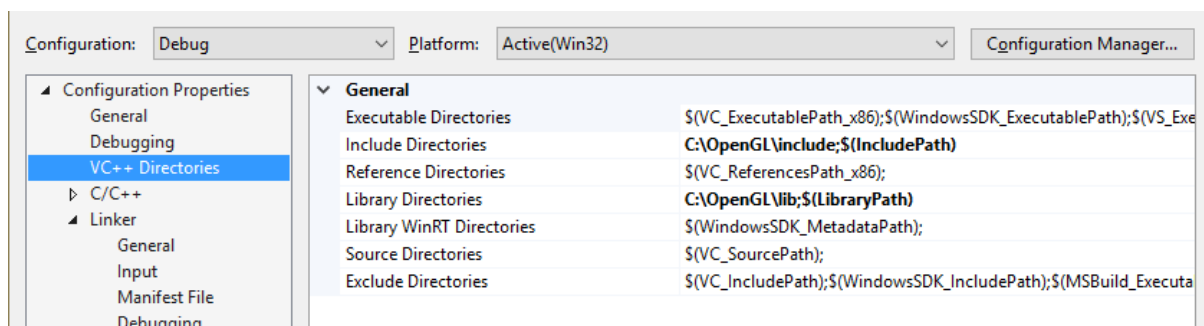 Configuration: Debug Platform: Active(Win32) Configuration Manager...
Configuration Properties
General
Debugging
VC++ Directories
C/C++
Linker
General
Input
Manifest File
Debugging
General
Executable Directories $(VC_ExecutablePath_x86);$(WindowsSDK_ExecutablePath);$(VS_Exe
Include Directories C:\OpenGL\include;$(IncludePath)
Reference Directories $(VC_ReferencesPath_x86);
Library Directories C:\OpenGL\lib;$(LibraryPath)
Library WinRT Directories $(WindowsSDK_MetadataPath);
Source Directories $(VC_SourcePath);
Exclude Directories $(VC_IncludePath);$(WindowsSDK_IncludePath);$(MSBuild_Executa